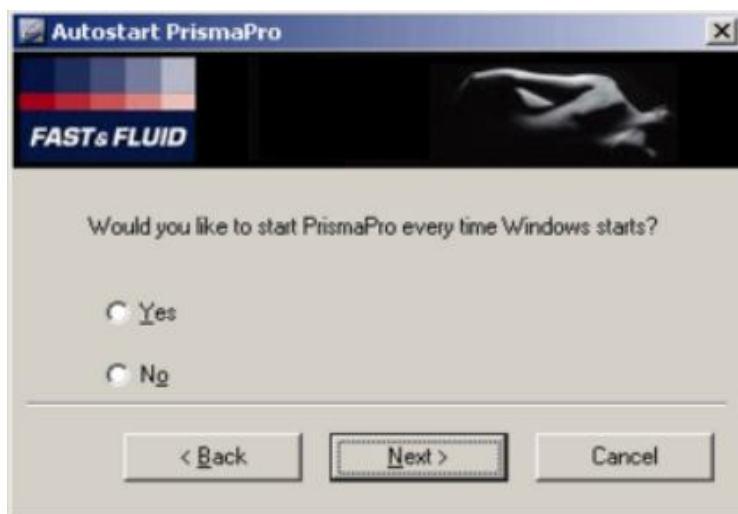 Autostart PrismaPro
FAST & FLUID
Would you like to start PrismaPro every time Windows starts?
Yes
No
< Back
Next >
Cancel